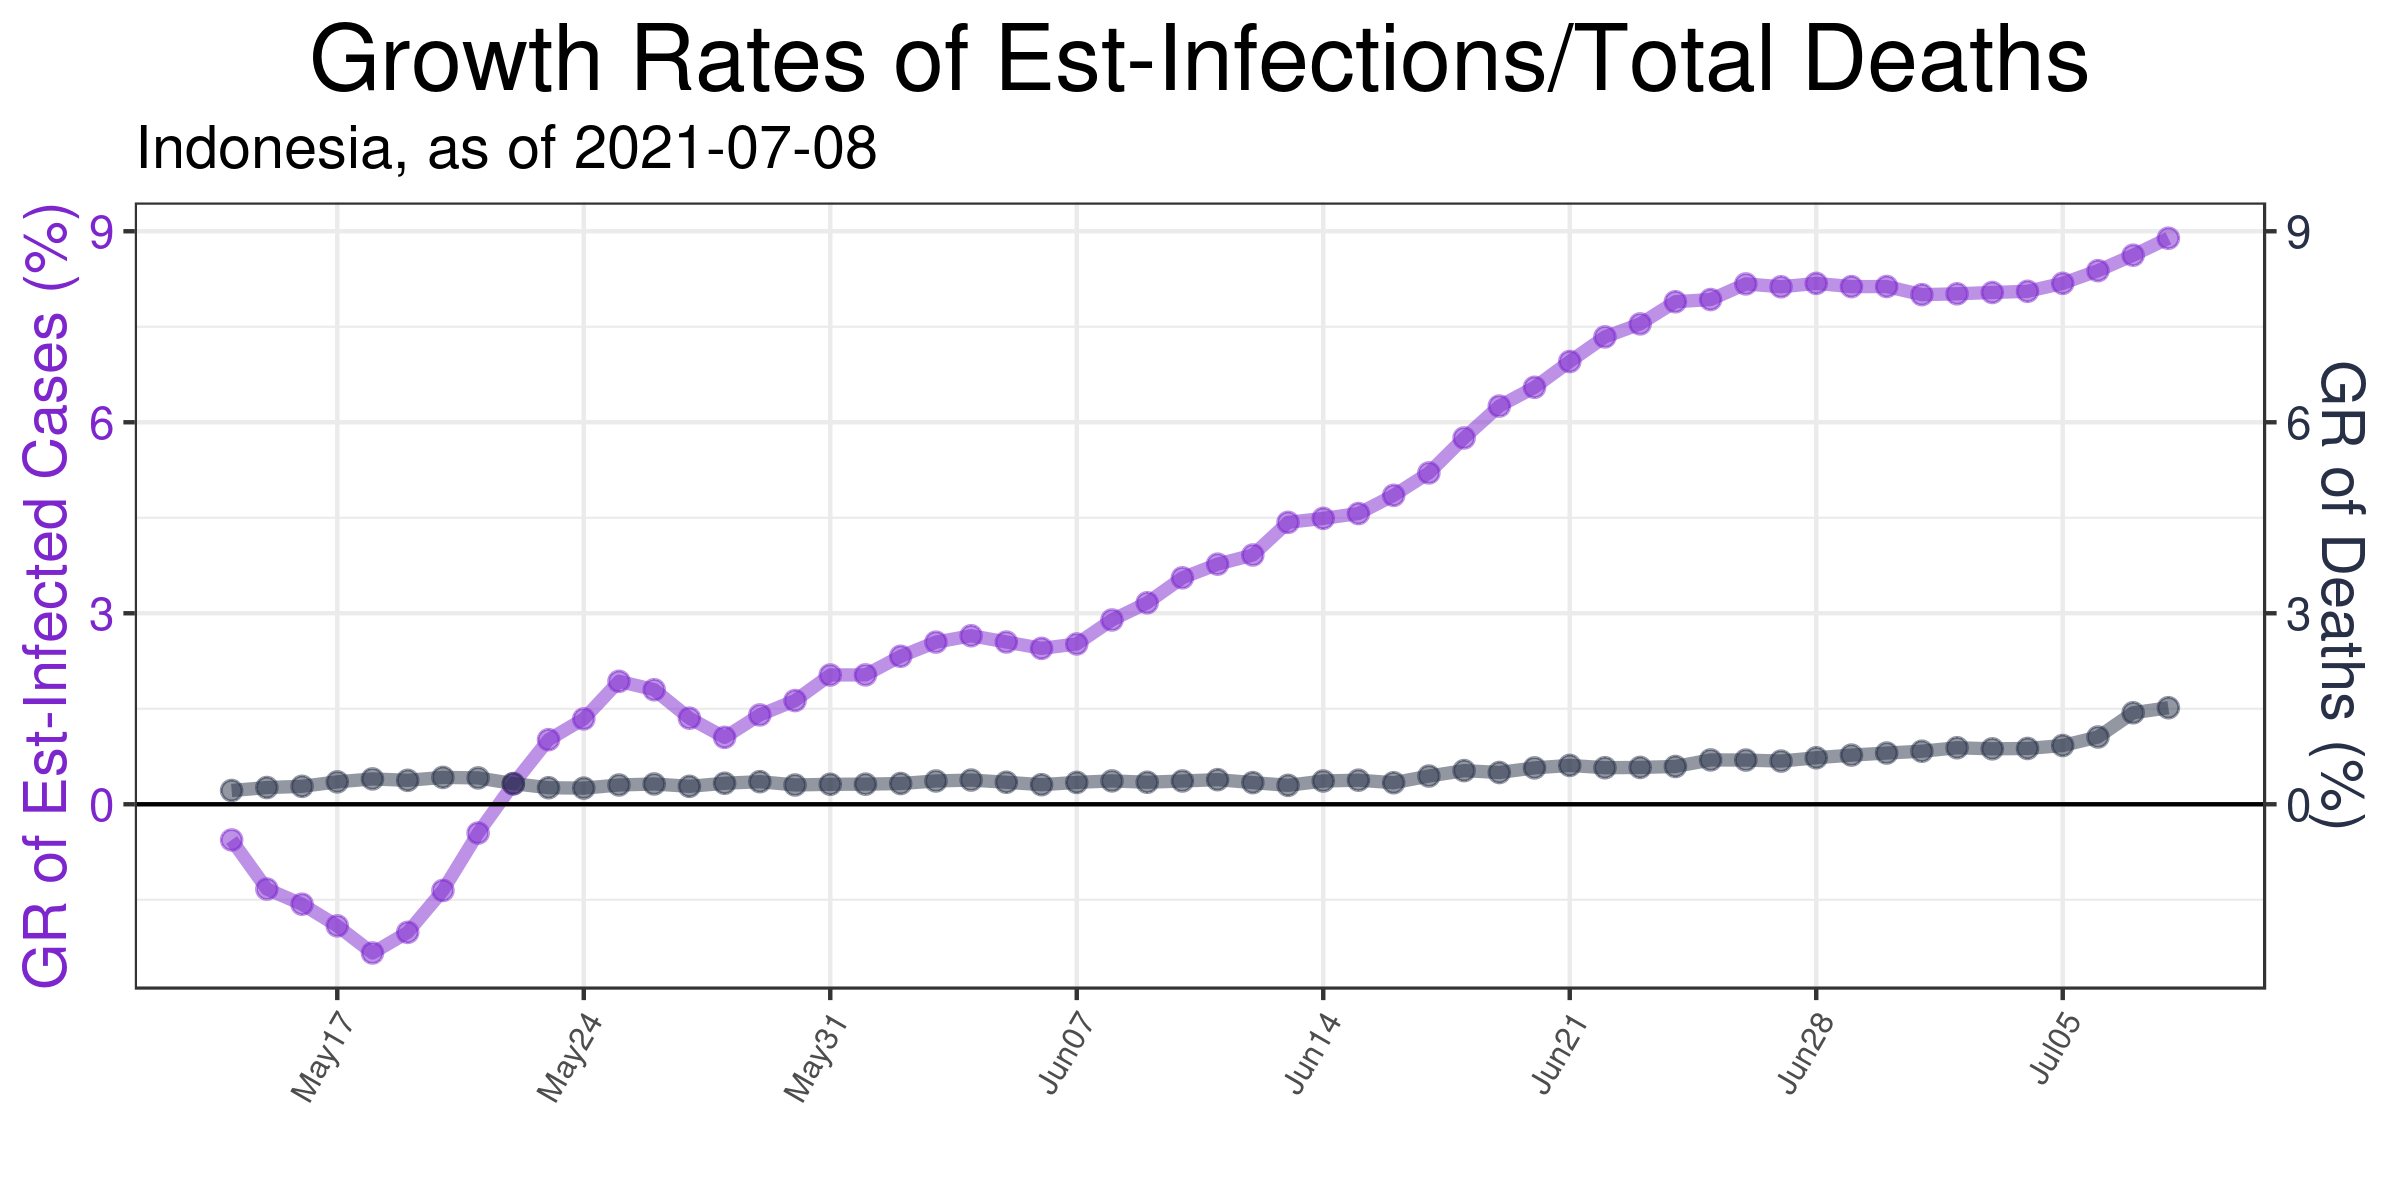 Growth Rates of Est-Infections/Total Deaths
Indonesia, as of 2021-07-08
GR of Est-Infected Cases (%)
9
6
3
0
9
6
3
0
GR of Deaths (%)
May17
May24
May31
Jun07
Jun14
Jun21
Jun28
Jul05